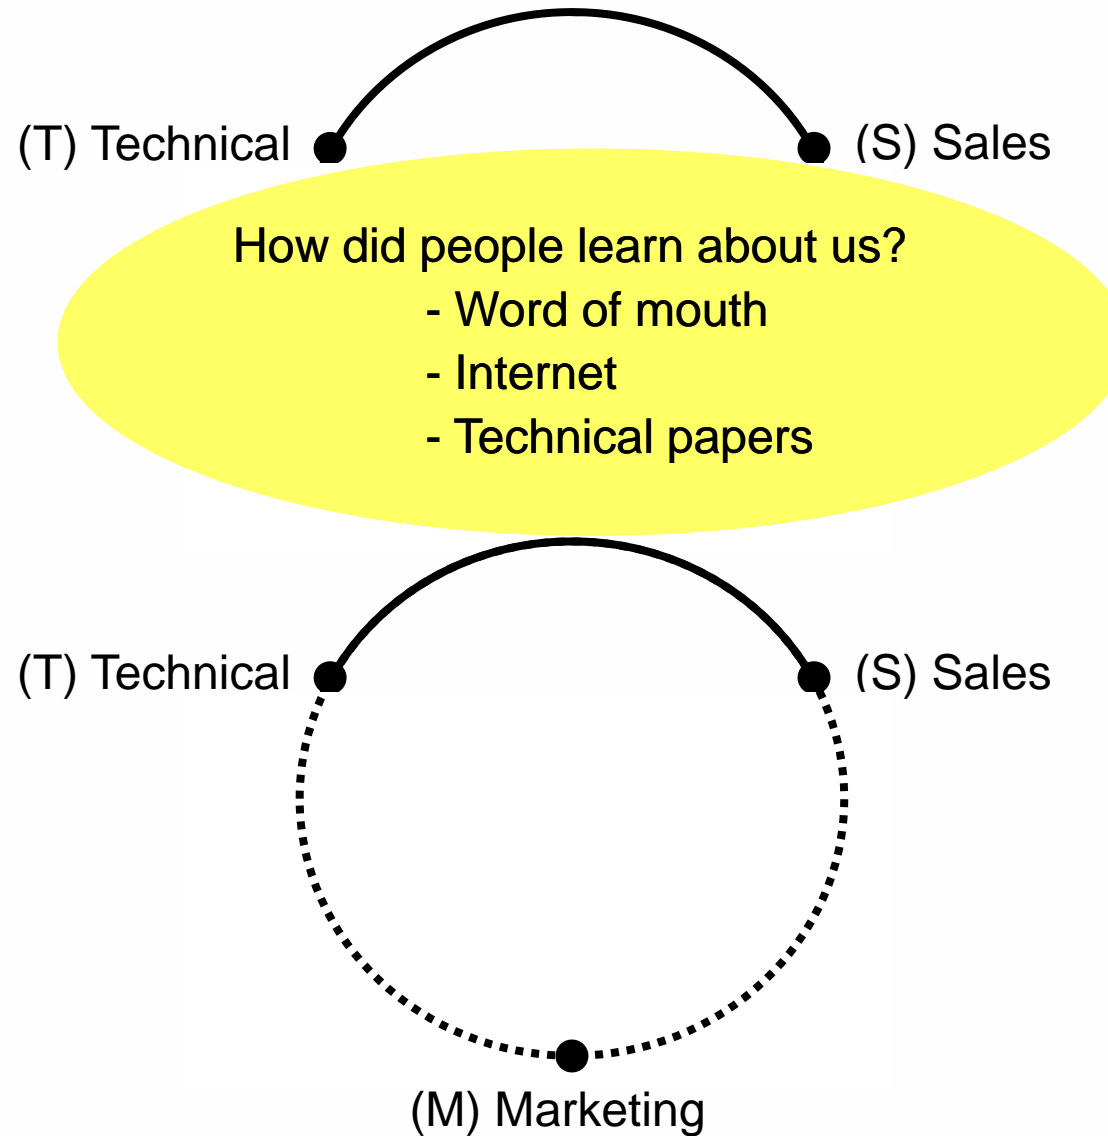 (T) Technical
(S) Sales
How did people learn about us?
- Word of mouth
- Internet
- Technical papers
(T) Technical
(S) Sales
(M) Marketing